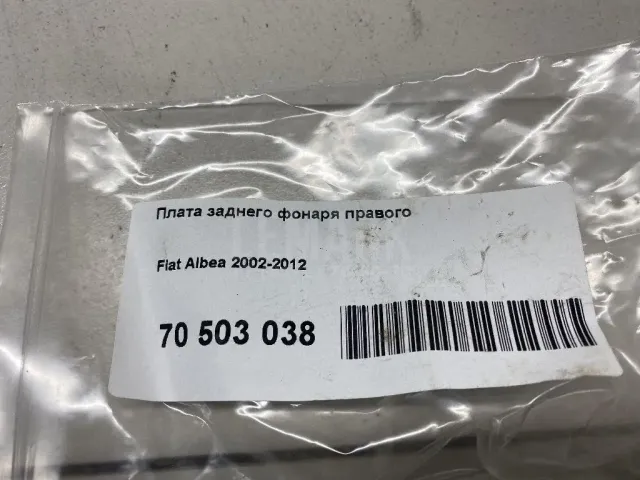 Плата заднего фонаря правого
Fiat Albea 2002-2012
70 503 038